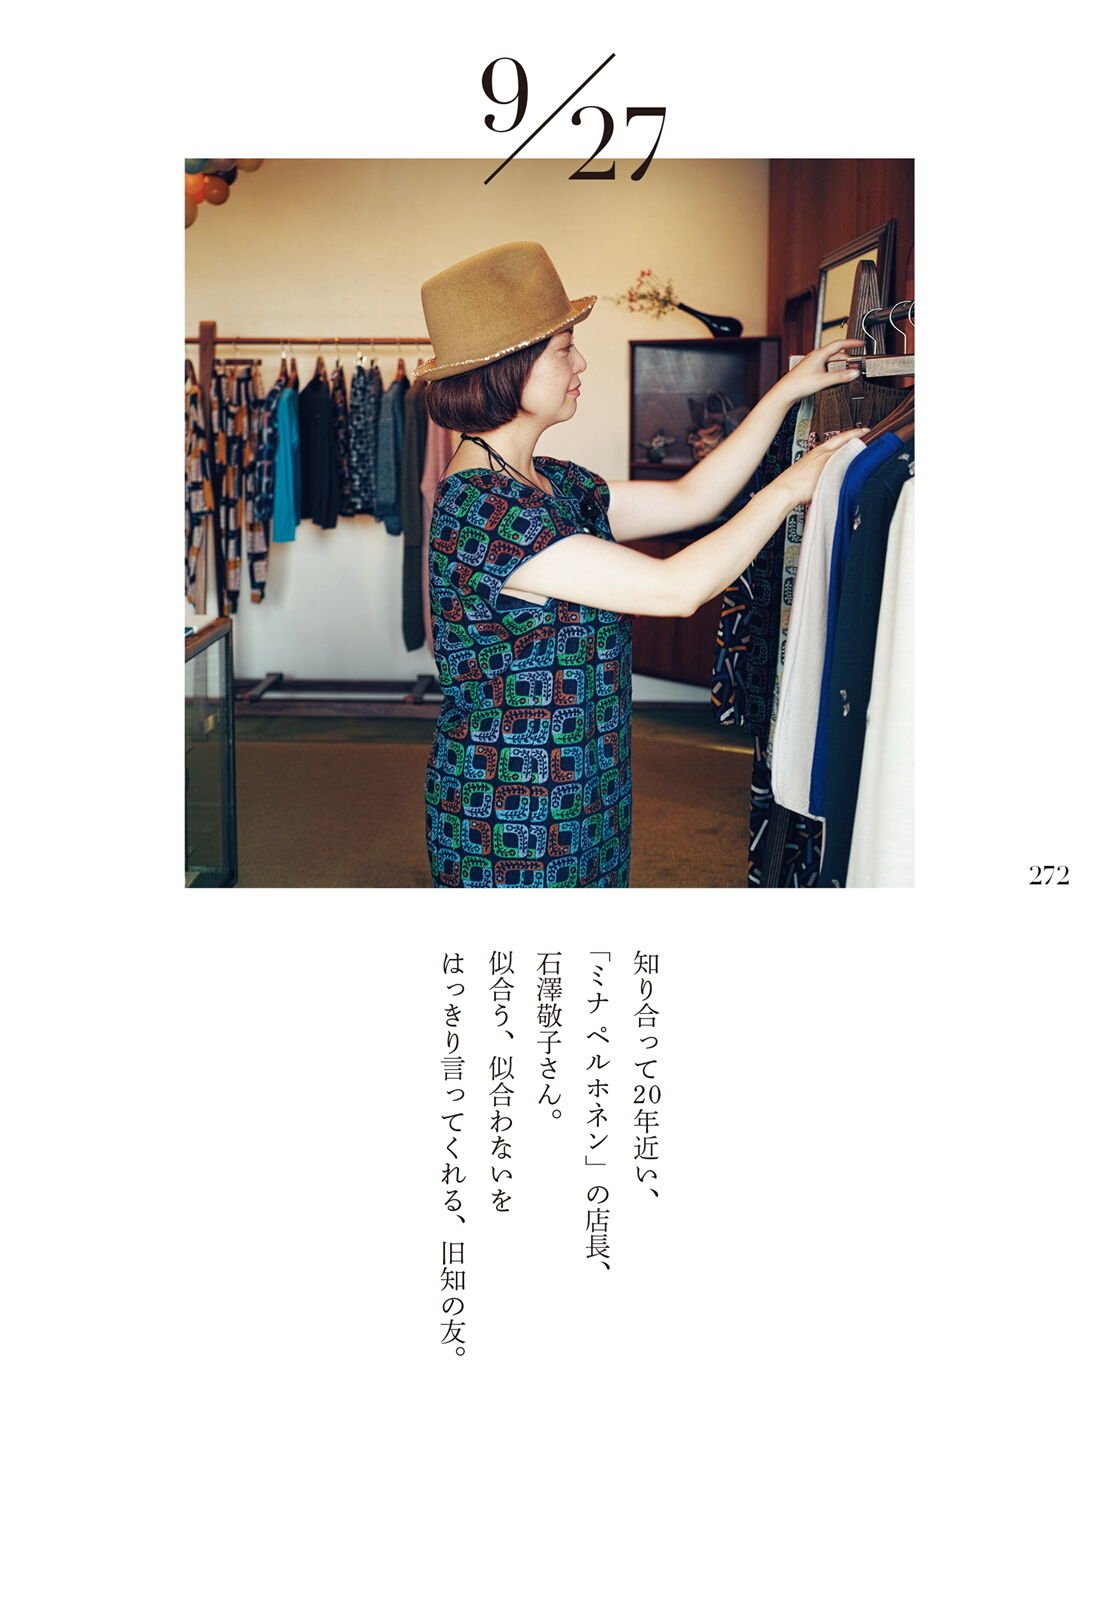 9/27
知り合って20年近い、
「ミナ ペルホネン」の店長、
石澤敬子さん。
似合う、似合わないを
はっきり言ってくれる、旧知の友。
272